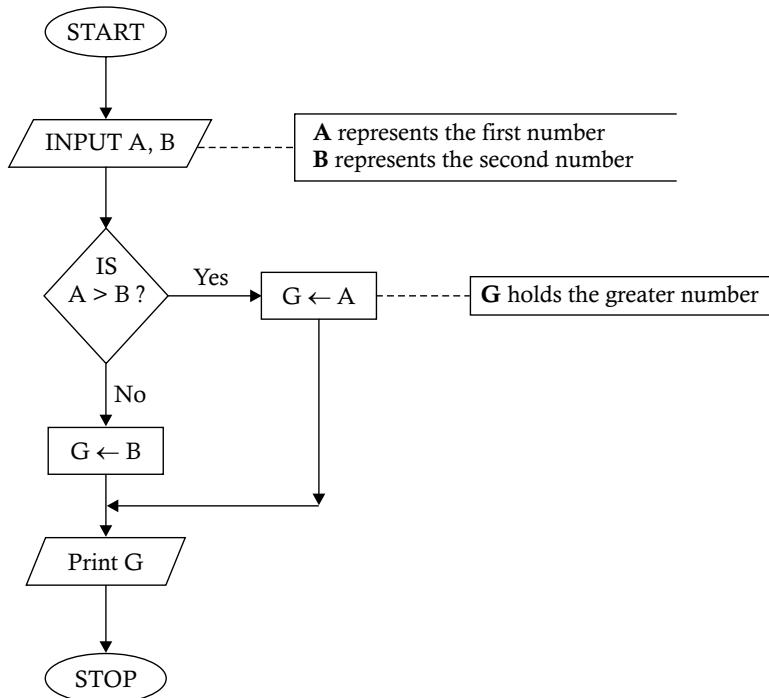 START
INPUT A, B
A represents the first number
B represents the second number
IS
A > B ?
Yes
G ← A
G holds the greater number
No
G ← B
Print G
STOP